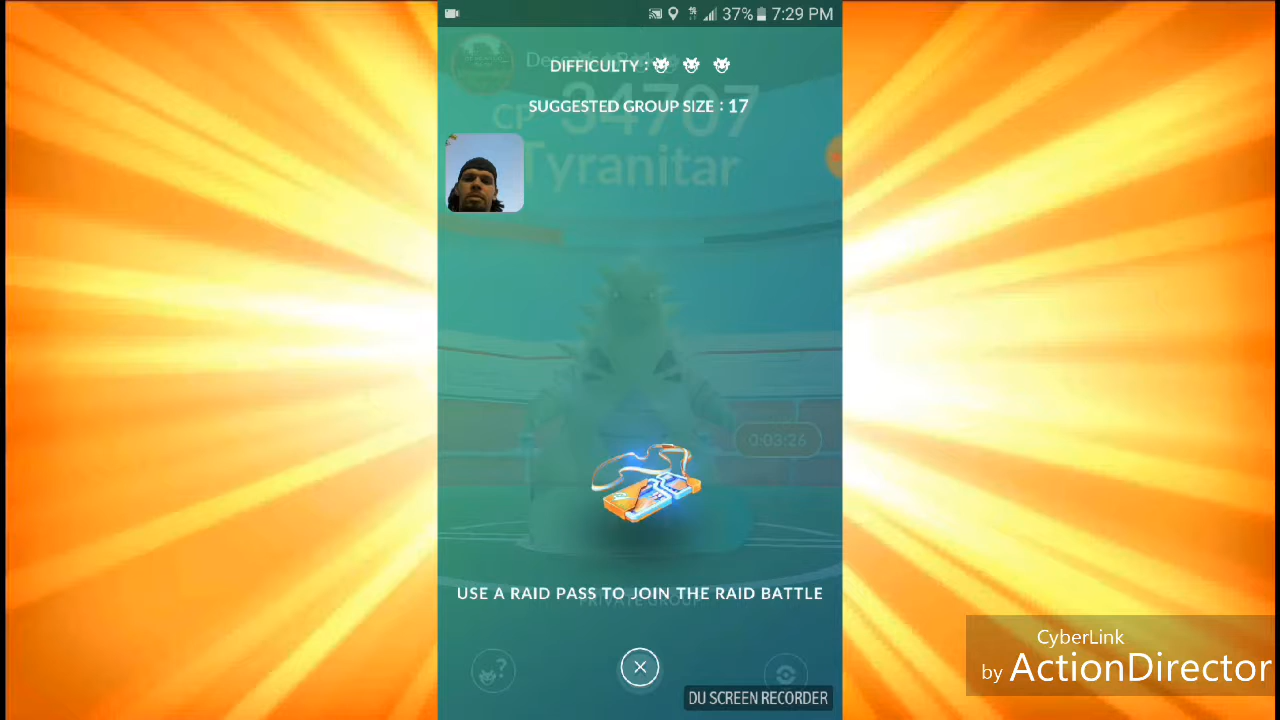 37% 7:29 PM
DIFFICULTY :
SUGGESTED GROUP SIZE : 17
CP 34707
Tyranitar
0:03:26
USE A RAID PASS TO JOIN THE RAID BATTLE
PRIVATE GROUP
?
DU SCREEN RECORDER
CyberLink
by ActionDirector